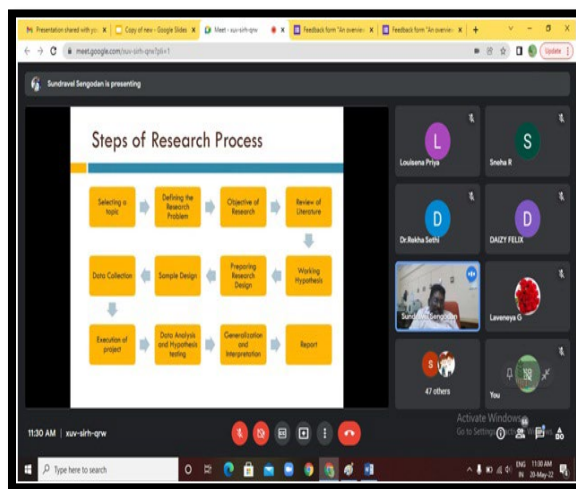 Presentation shared with yo
Copy of new - Google Slides
Meet - xuv-sirh-qrw
Feedback form "An overvie
Feedback form "An overvie
meet.google.com/xuv-sirh-qrw?pli=1
Update
Sundravel Sengodan is presenting
Steps of Research Process
Selecting a
topic
Defining the
Research
Problem
Objective of
Research
Review of
Literature
Working
Hypothesis
Preparing
Research
Design
Sample Design
Data Collection
Execution of
project
Data Analysis
and Hypothesis
testing
Generalization
and
Interpretation
Report
L
Louisena Priya
S
Sneha R
D
Dr.Rekha Sethi
D
DAIZY FELIX
Sundravel Sengodan
Laveneya G
S
47 others
You
Activate Windows
Go to Settings
11:30 AM | xuv-sirh-qrw
Type here to search
ENG
IN
11:30 AM
20-May-22